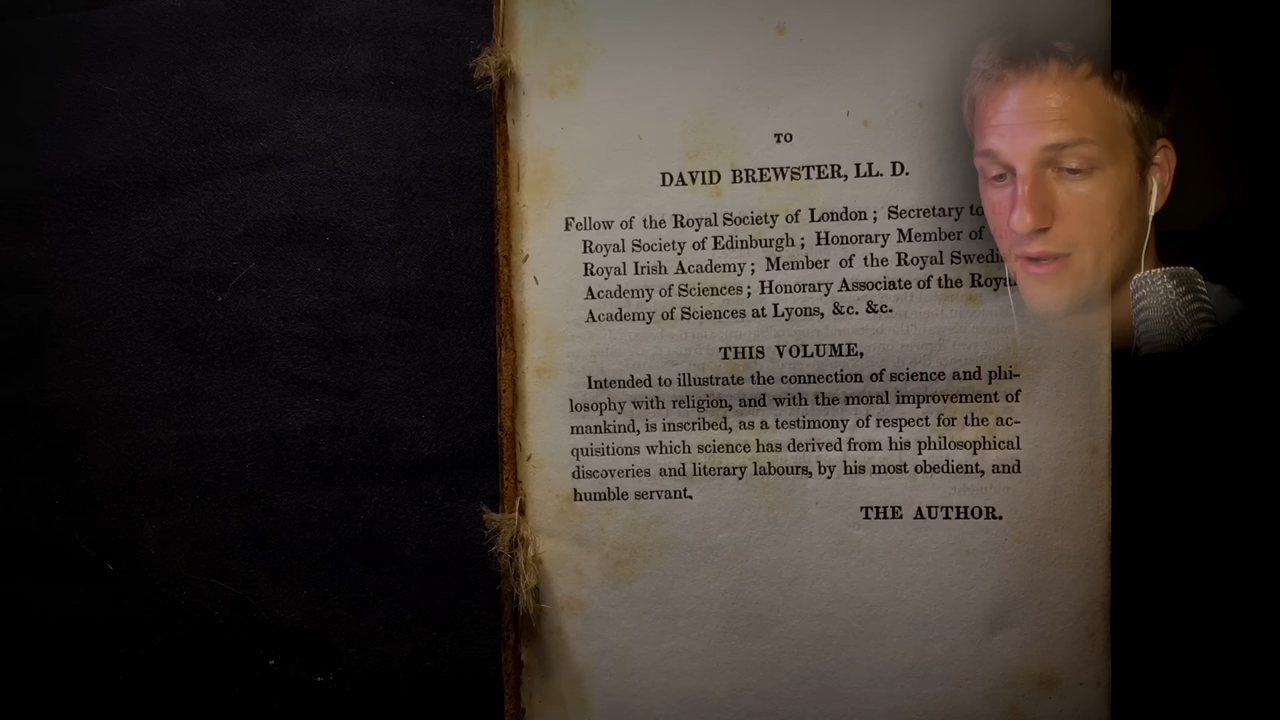 TO
DAVID BREWSTER, LL. D.
Fellow of the Royal Society of London; Secretary to
Royal Society of Edinburgh; Honorary Member of
Royal Irish Academy; Member of the Royal
Academy of Sciences; Honorary Associate of the Royal
Academy of Sciences at Lyons, &c. &c.
THIS VOLUME,
Intended to illustrate the connection of science and phi-
losophy with religion, and with the moral improvement of
mankind, is inscribed, as a testimony of respect for the ac-
quisitions which science has derived from his philosophical
discoveries and literary labours, by his most obedient, and
humble servant.
THE AUTHOR.